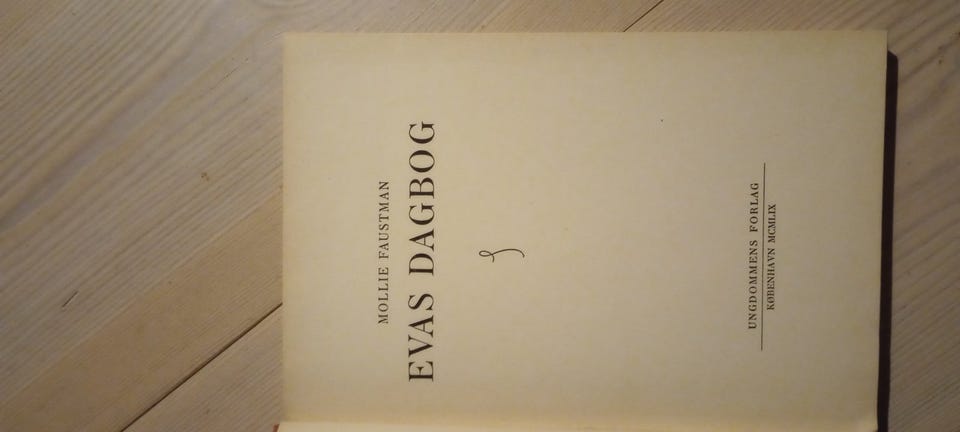 MOLLIE FAUSTMAN
EVAS DAGBOG
UNGDOMMENS FORLAG
KØBENHAVN MCMLIX